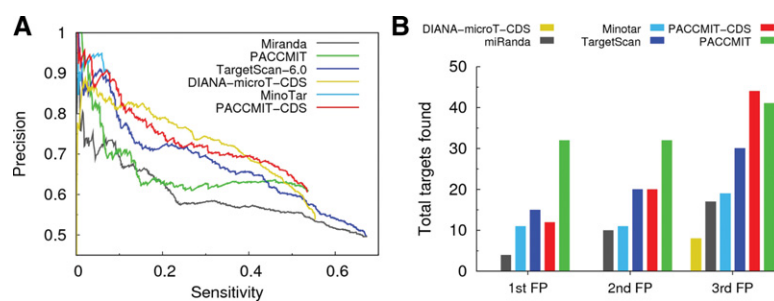 A
Precision
1
0.9
0.8
0.7
0.6
0.5
0
0.2
0.4
0.6
Sensitivity
Miranda
PACCMIT
TargetScan-6.0
DIANA-microT-CDS
MinoTar
PACCMIT-CDS
B
DIANA-microT-CDS
miRanda
Minotar
TargetScan
PACCMIT-CDS
PACCMIT
Total targets found
50
40
30
20
10
0
1st FP
2nd FP
3rd FP